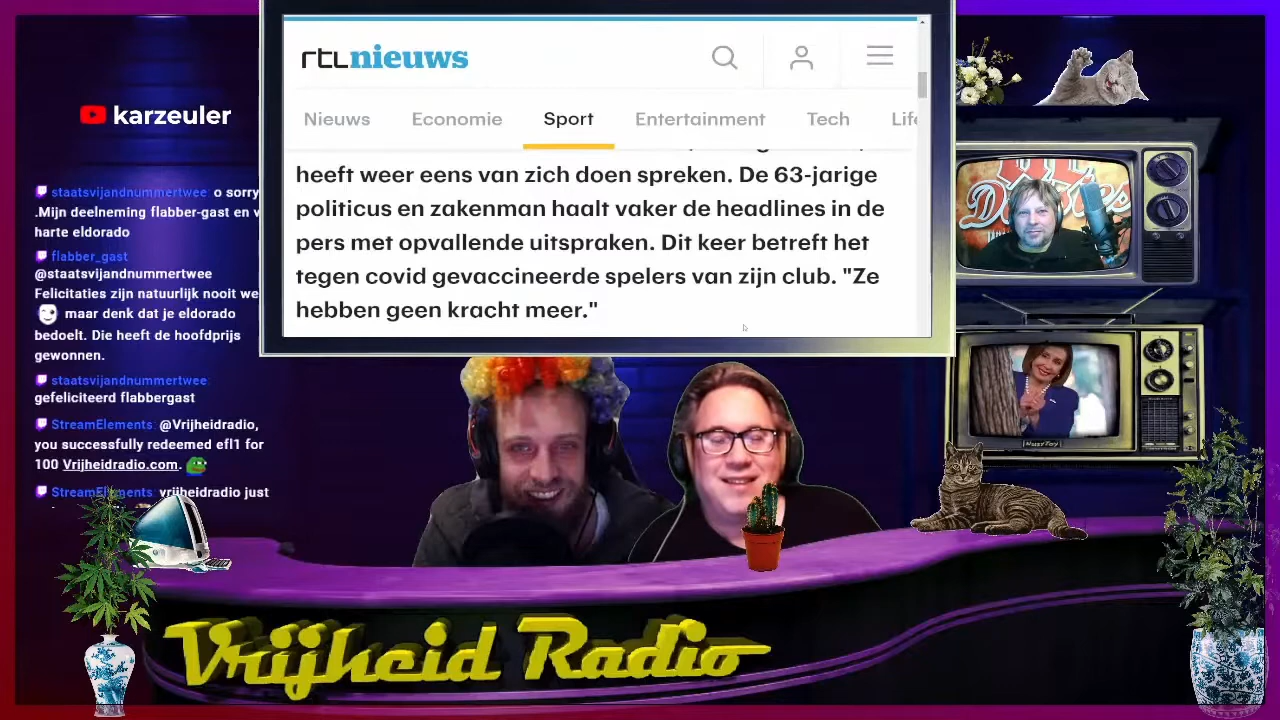 rtlnieuws
Nieuws Economie Sport Entertainment Tech
heeft weer eens van zich doen spreken. De 63-jarige
politicus en zakenman haalt vaker de headlines in de
pers met opvallende uitspraken. Dit keer betreft het
tegen covid gevaccineerde spelers van zijn club. "Ze
hebben geen kracht meer."
karzeuler
staatsvijandnummertwee: o sorry
.Mijn deelneming flabber-gast en v
harte eldorado
flabber_gast
@staatsvijandnummertwee
Felicitaties zijn natuurlijk nooit we
maar denk dat je eldorado
bedoelt. Die heeft de hoofdprijs
gewonnen.
staatsvijandnummertwee:
gefeliciteerd flabbergast
StreamElements: @Vrijheidradio,
you successfully redeemed efl1 for
100 Vrijheidradio.com.
StreamElements: vrijheidradio just
Vrijheid Radio